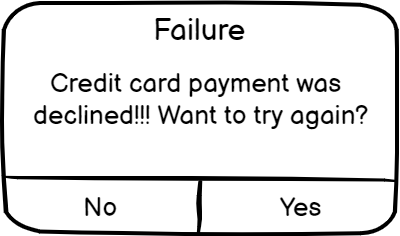 Failure
Credit card payment was
declined!!! Want to try again?
No
Yes